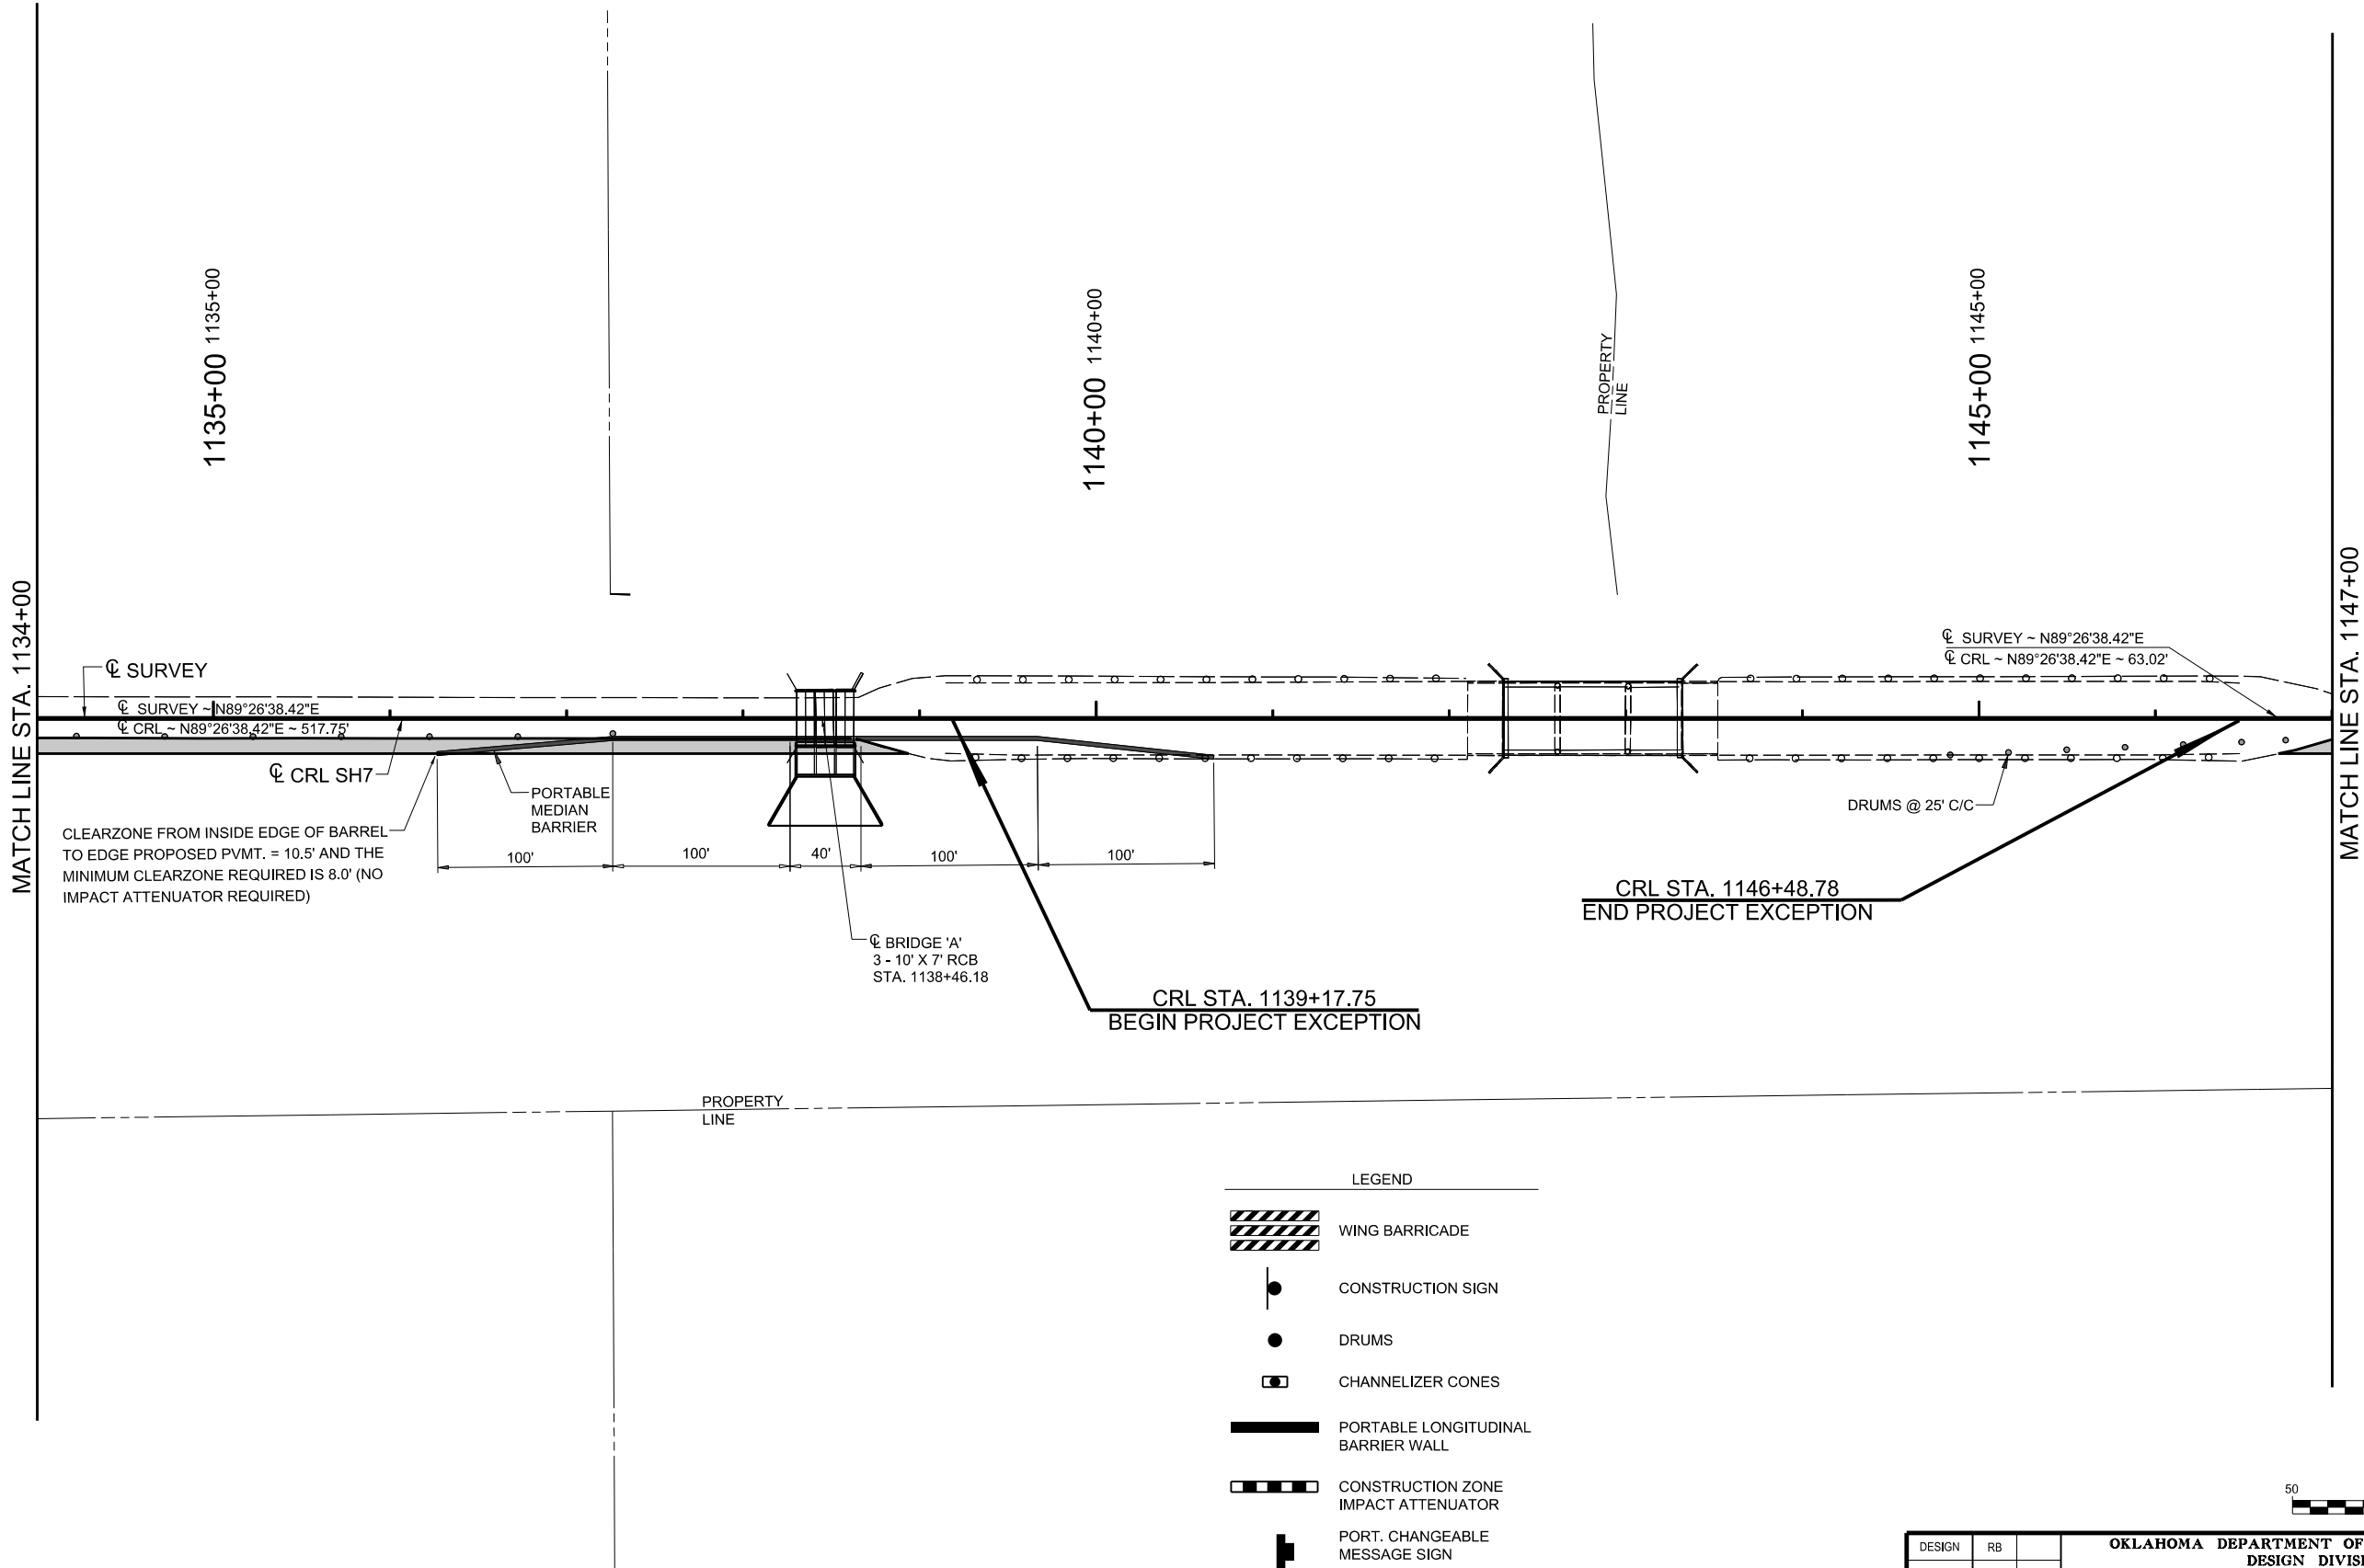 MATCH LINE STA. 1134+00
1135+00 1135+00
1140+00 1140+00
1145+00 1145+00
MATCH LINE STA. 1147+00
PROPERTY
LINE
℄ SURVEY
℄ SURVEY ~ N89°26'38.42"E
℄ CRL ~ N89°26'38.42"E ~ 517.75'
℄ CRL SH7
℄ SURVEY ~ N89°26'38.42"E
℄ CRL ~ N89°26'38.42"E ~ 63.02'
PORTABLE
MEDIAN
BARRIER
CLEARZONE FROM INSIDE EDGE OF BARREL
TO EDGE PROPOSED PVMT. = 10.5' AND THE
MINIMUM CLEARZONE REQUIRED IS 8.0' (NO
IMPACT ATTENUATOR REQUIRED)
100'
100'
40'
100'
100'
DRUMS @ 25' C/C
℄ BRIDGE 'A'
3 - 10' X 7' RCB
STA. 1138+46.18
CRL STA. 1139+17.75
BEGIN PROJECT EXCEPTION
CRL STA. 1146+48.78
END PROJECT EXCEPTION
PROPERTY
LINE
LEGEND
WING BARRICADE
CONSTRUCTION SIGN
DRUMS
CHANNELIZER CONES
PORTABLE LONGITUDINAL
BARRIER WALL
CONSTRUCTION ZONE
IMPACT ATTENUATOR
PORT. CHANGEABLE
MESSAGE SIGN
50
DESIGN RB
OKLAHOMA DEPARTMENT OF
DESIGN